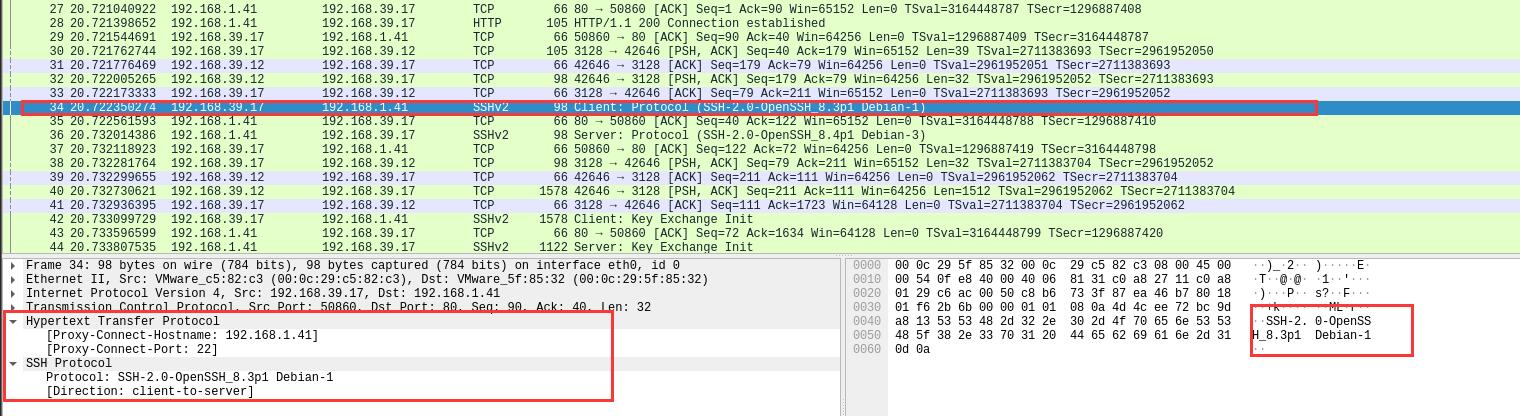 27 20.721040922 192.168.1.41 192.168.39.17 TCP 66 80 → 50860 [ACK] Seq=1 Ack=90 Win=65152 Len=0 TSval=3164448787 TSecr=1296887408
28 20.721398652 192.168.1.41 192.168.39.17 HTTP 105 HTTP/1.1 200 Connection established
29 20.721544691 192.168.39.17 192.168.1.41 TCP 66 50860 → 80 [ACK] Seq=90 Ack=40 Win=64256 Len=0 TSval=1296887409 TSecr=3164448787
30 20.721762744 192.168.39.17 192.168.39.12 TCP 105 3128 → 42646 [PSH, ACK] Seq=40 Ack=179 Win=65152 Len=39 TSval=2711383693 TSecr=2961952050
31 20.721776469 192.168.39.12 192.168.39.17 TCP 66 42646 → 3128 [ACK] Seq=179 Ack=79 Win=64256 Len=0 TSval=2961952051 TSecr=2711383693
32 20.722005265 192.168.39.12 192.168.39.17 TCP 98 42646 → 3128 [PSH, ACK] Seq=179 Ack=79 Win=64256 Len=32 TSval=2961952052 TSecr=2711383693
33 20.722173333 192.168.39.17 192.168.39.12 TCP 66 3128 → 42646 [ACK] Seq=79 Ack=211 Win=65152 Len=0 TSval=2711383693 TSecr=2961952052
34 20.722350274 192.168.39.17 192.168.1.41 SSHv2 98 Client: Protocol (SSH-2.0-OpenSSH_8.3p1 Debian-1)
35 20.722561593 192.168.1.41 192.168.39.17 TCP 66 80 → 50860 [ACK] Seq=40 Ack=122 Win=65152 Len=0 TSval=3164448788 TSecr=1296887410
36 20.732014386 192.168.1.41 192.168.39.17 SSHv2 98 Server: Protocol (SSH-2.0-OpenSSH_8.4p1 Debian-3)
37 20.732118923 192.168.39.17 192.168.1.41 TCP 66 50860 → 80 [ACK] Seq=122 Ack=72 Win=64256 Len=0 TSval=1296887419 TSecr=3164448798
38 20.732281764 192.168.39.17 192.168.39.12 TCP 98 3128 → 42646 [PSH, ACK] Seq=79 Ack=211 Win=65152 Len=32 TSval=2711383704 TSecr=2961952052
39 20.732299655 192.168.39.12 192.168.39.17 TCP 66 42646 → 3128 [ACK] Seq=211 Ack=111 Win=64256 Len=0 TSval=2961952062 TSecr=2711383704
40 20.732730621 192.168.39.12 192.168.39.17 TCP 1578 42646 → 3128 [PSH, ACK] Seq=211 Ack=111 Win=64256 Len=1512 TSval=2961952062 TSecr=2711383704
41 20.732936395 192.168.39.17 192.168.39.12 TCP 66 3128 → 42646 [ACK] Seq=111 Ack=1723 Win=64128 Len=0 TSval=2711383704 TSecr=2961952062
42 20.733099729 192.168.39.17 192.168.1.41 SSHv2 1578 Client: Key Exchange Init
43 20.733596599 192.168.1.41 192.168.39.17 TCP 66 80 → 50860 [ACK] Seq=72 Ack=1634 Win=64128 Len=0 TSval=3164448799 TSecr=1296887420
44 20.733807535 192.168.1.41 192.168.39.17 SSHv2 1122 Server: Key Exchange Init
Frame 34: 98 bytes on wire (784 bits), 98 bytes captured (784 bits) on interface eth0, id 0
Ethernet II, Src: VMware_c5:82:c3 (00:0c:29:c5:82:c3), Dst: VMware_5f:85:32 (00:0c:29:5f:85:32)
Internet Protocol Version 4, Src: 192.168.39.17, Dst: 192.168.1.41
Transmission Control Protocol, Src Port: 50860, Dst Port: 80, Seq: 90, Ack: 40, Len: 32
Hypertext Transfer Protocol
[Proxy-Connect-Hostname: 192.168.1.41]
[Proxy-Connect-Port: 22]
SSH Protocol
Protocol: SSH-2.0-OpenSSH_8.3p1 Debian-1
[Direction: client-to-server]
0000 00 0c 29 5f 85 32 00 0c 29 c5 82 c3 08 00 45 00 ··)_·2·· )·····E·
0010 00 54 0f e8 40 00 40 06 81 31 c0 a8 27 11 c0 a8 ·T··@·@· ·1··'···
0020 01 29 c6 ac 00 50 c8 b6 73 3f 87 ea 46 b7 80 18 ·)···P·· s?··F···
0030 01 f6 2b 6b 00 00 01 01 08 0a 4d 4c ee 72 bc 9d ··+k···· ··ML·r··
0040 a8 13 53 53 48 2d 32 2e 30 2d 4f 70 65 6e 53 53 ··SSH-2. 0-OpenSS
0050 48 5f 38 2e 33 70 31 20 44 65 62 69 61 6e 2d 31 H_8.3p1 Debian-1
0060 0d 0a ··